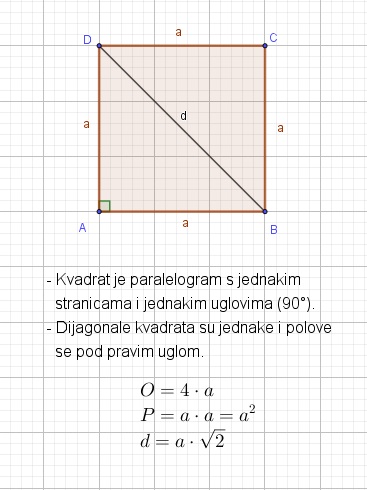 a
D
C
a
d
a
A
a
B
- Kvadrat je paralelogram s jednakim
stranicama i jednakim uglovima (90°).
- Dijagonale kvadrata su jednake i polove
se pod pravim uglom.
O = 4 · a
P = a · a = a²
d = a · √2